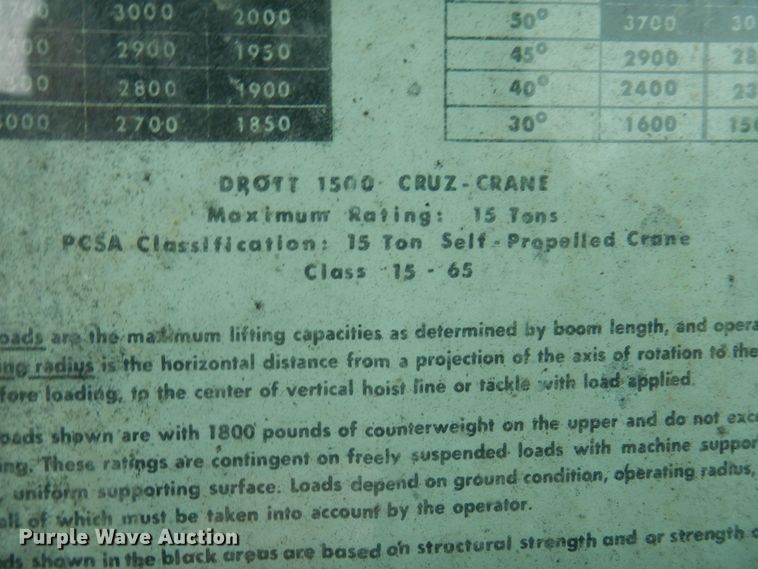 700 3000 2000
2900 1950
2800 1900
4000 2700 1850
50° 3700
45° 2900
40° 2400
30° 1600
DROTT 1500 CRUZ-CRANE
Maximum Rating: 15 Tons
PCSA Classification: 15 Ton Self-Propelled Crane
Class 15-65
oads are the maximum lifting capacities as determined by boom length, and opera
ng radius is the horizontal distance from a projection of the axis of rotation to the
fore loading, to the center of vertical hoist line or tackle with load applied.
oads shown are with 1800 pounds of counterweight on the upper and do not exce
ng. These ratings are contingent on freely suspended loads with machine suppor
, uniform supporting surface. Loads depend on ground condition, operating radius,
all of which must be taken into account by the operator.
ds shown in the black areas are based on structural strength and or strength
Purple Wave Auction